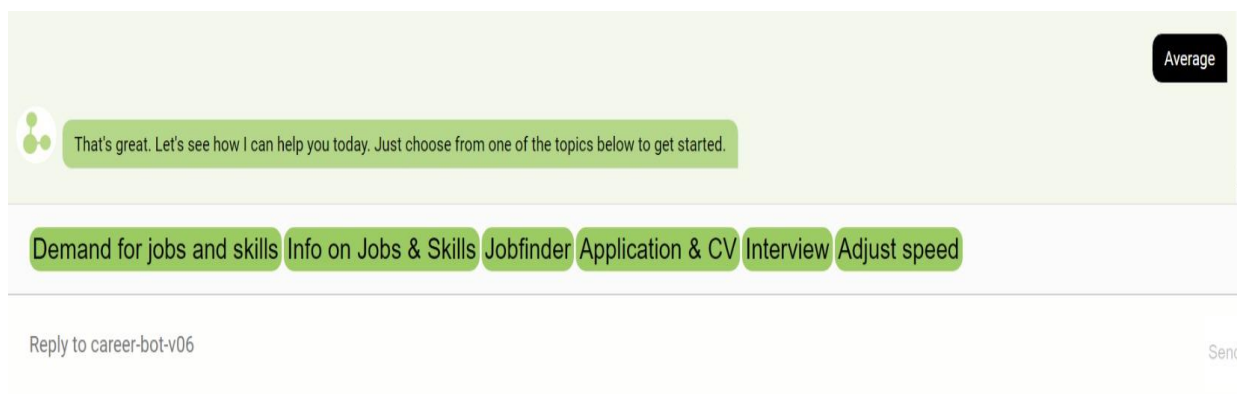 Average
That's great. Let's see how I can help you today. Just choose from one of the topics below to get started.
Demand for jobs and skills Info on Jobs & Skills Jobfinder Application & CV Interview Adjust speed
Reply to career-bot-v06
Send